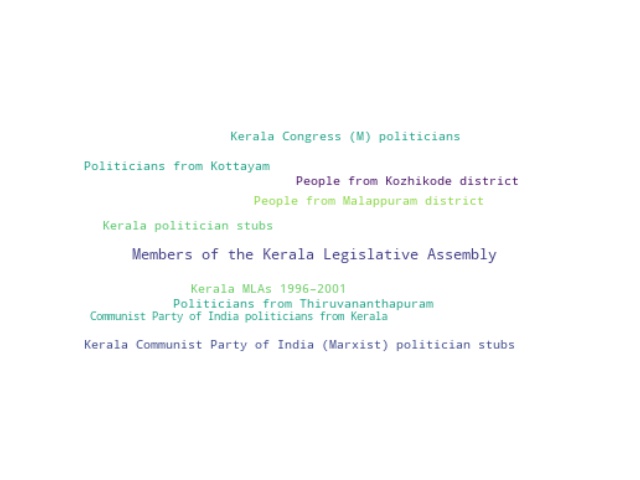 Kerala Congress (M) politicians
Politicians from Kottayam
People from Kozhikode district
People from Malappuram district
Kerala politician stubs
Members of the Kerala Legislative Assembly
Kerala MLAs 1996–2001
Politicians from Thiruvananthapuram
Communist Party of India politicians from Kerala
Kerala Communist Party of India (Marxist) politician stubs